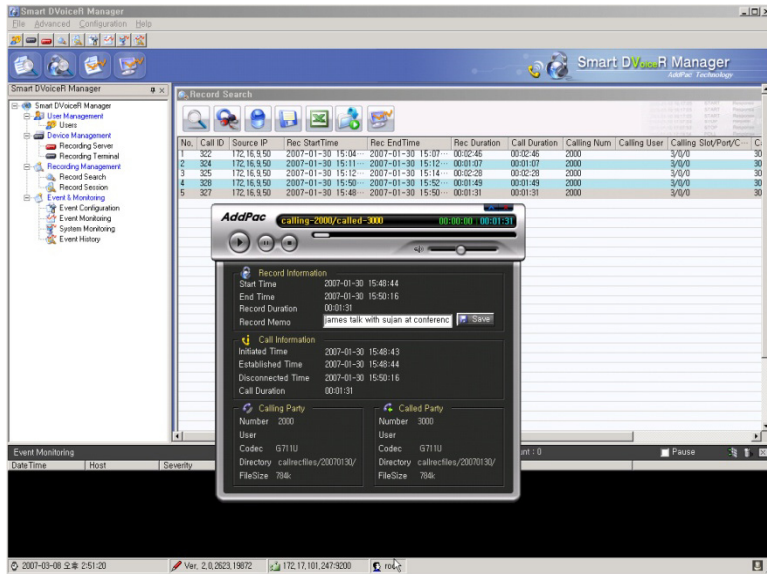 Smart DVoiceR Manager
File Advanced Configuration Help
Smart DVoiceR Manager
AddPac Technology
Smart DVoiceR Manager
Smart DVoiceR Manager
User Management
Users
Device Management
Recording Server
Recording Terminal
Recording Management
Record Search
Record Session
Event & Monitoring
Event Configuration
Event Monitoring
System Monitoring
Event History
Record Search
No. Call ID Source IP Rec StartTime Rec EndTime Rec Duration Call Duration Calling Num Calling User Calling Slot/Port/C···
1 322 172,16,9,50 2007-01-30 15:04··· 2007-01-30 15:07··· 00:02:46 00:02:46 2000 3/0/0 30
2 324 172,16,9,50 2007-01-30 15:11··· 2007-01-30 15:12··· 00:01:07 00:01:07 2000 3/0/0 30
3 325 172,16,9,50 2007-01-30 15:12··· 2007-01-30 15:14··· 00:02:28 00:02:28 2000 3/0/0 30
4 328 172,16,9,50 2007-01-30 15:50··· 2007-01-30 15:52··· 00:01:49 00:01:49 2000 3/0/0 30
5 327 172,16,9,50 2007-01-30 15:48··· 2007-01-30 15:50··· 00:01:31 00:01:31 2000 3/0/0 30
AddPac calling-2000/called-3000 00:00:00 00:01:31
Record Information
Start Time 2007-01-30 15:48:44
End Time 2007-01-30 15:50:16
Record Duration 00:01:31
Record Memo james talk with sujan at conferenc Save
Call Information
Initiated Time 2007-01-30 15:48:43
Established Time 2007-01-30 15:48:44
Disconnected Time 2007-01-30 15:50:16
Call Duration 00:01:31
Calling Party Called Party
Number 2000 Number 3000
User User
Codec G711U Codec G711U
Directory callrecfiles/20070130/ Directory callrecfiles/20070130/
FileSize 784k FileSize 784k
Event Monitoring unt : 0 Pause
DateTime Host Severity
2007-03-08 오후 2:51:20 Ver, 2,0,2623,19872 172,17,101,247:9200